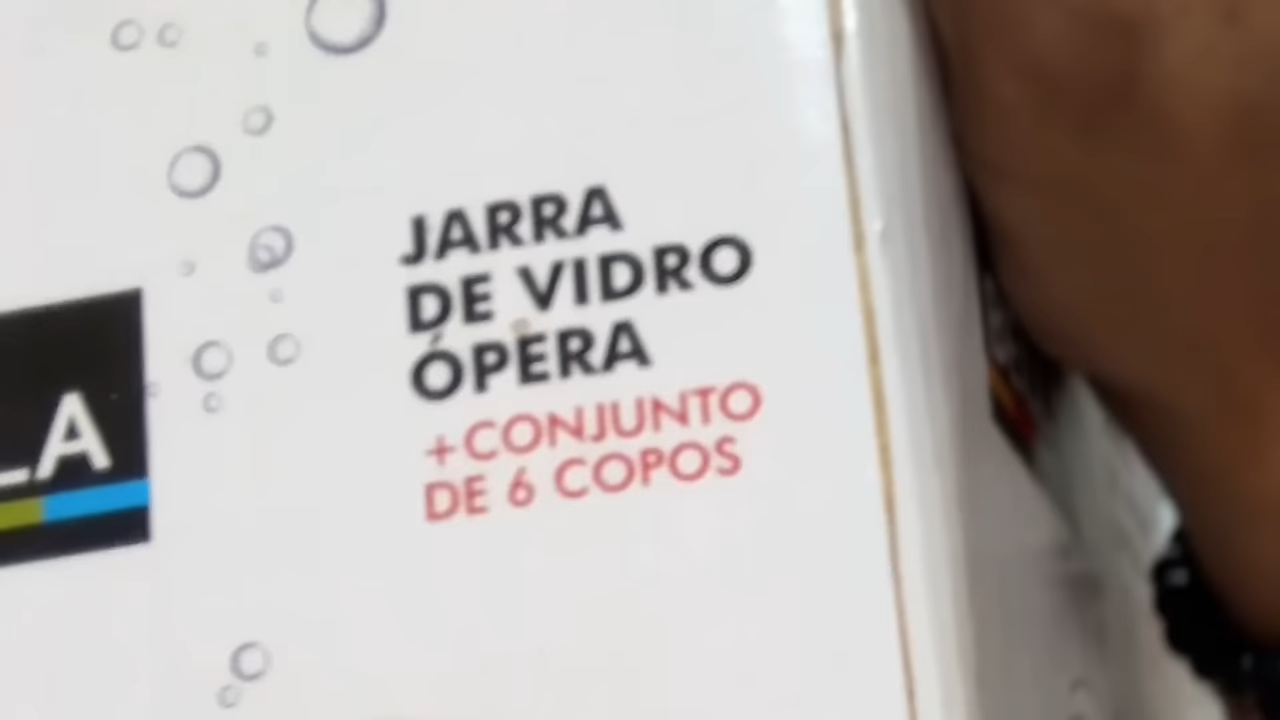 JARRA
DE VIDRO
ÓPERA
+CONJUNTO
DE 6 COPOS
LA